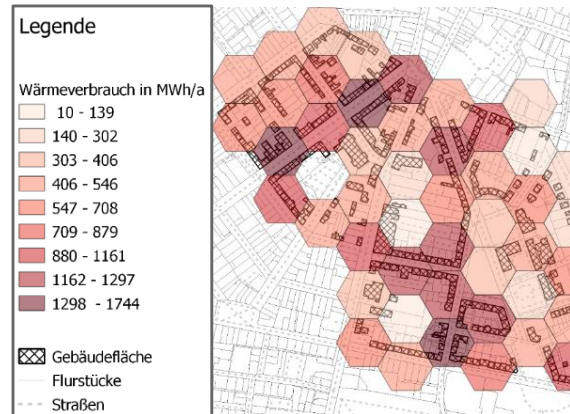 Legende
Wärmeverbrauch in MWh/a
10 - 139
140 - 302
303 - 406
406 - 546
547 - 708
709 - 879
880 - 1161
1162 - 1297
1298 - 1744
Gebäudefläche
Flurstücke
Straßen